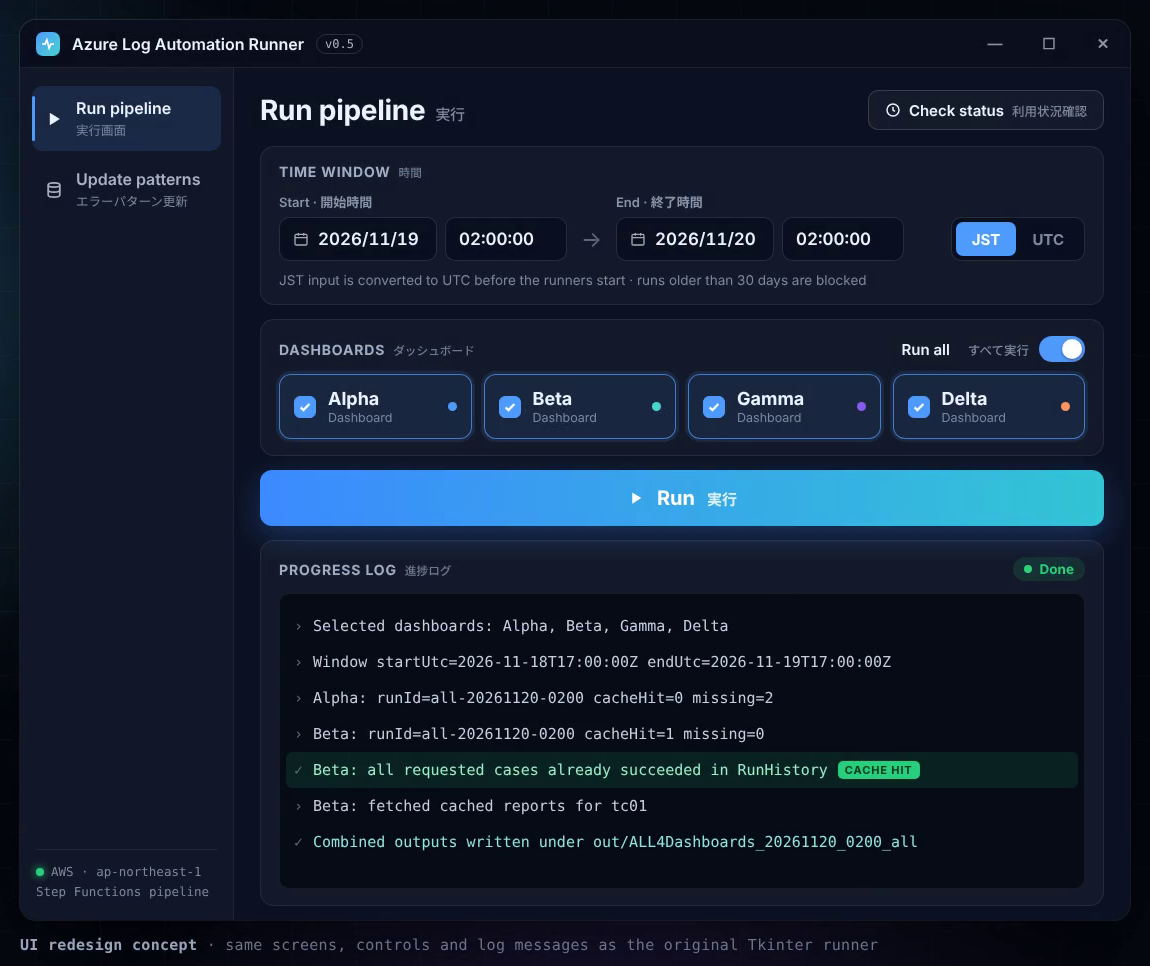 Azure Log Automation Runner v0.5
Run pipeline
実行画面
Update patterns
エラーパターン更新
AWS · ap-northeast-1
Step Functions pipeline
Run pipeline 実行
Check status 利用状況確認
TIME WINDOW 時間
Start · 開始時間
End · 終了時間
2026/11/19 02:00:00 → 2026/11/20 02:00:00 JST UTC
JST input is converted to UTC before the runners start · runs older than 30 days are blocked
DASHBOARDS ダッシュボード
Run all すべて実行
Alpha
Dashboard
Beta
Dashboard
Gamma
Dashboard
Delta
Dashboard
Run 実行
PROGRESS LOG 進捗ログ
Done
› Selected dashboards: Alpha, Beta, Gamma, Delta
› Window startUtc=2026-11-18T17:00:00Z endUtc=2026-11-19T17:00:00Z
› Alpha: runId=all-20261120-0200 cacheHit=0 missing=2
› Beta: runId=all-20261120-0200 cacheHit=1 missing=0
✓ Beta: all requested cases already succeeded in RunHistory CACHE HIT
› Beta: fetched cached reports for tc01
✓ Combined outputs written under out/ALL4Dashboards_20261120_0200_all
UI redesign concept · same screens, controls and log messages as the original Tkinter runner